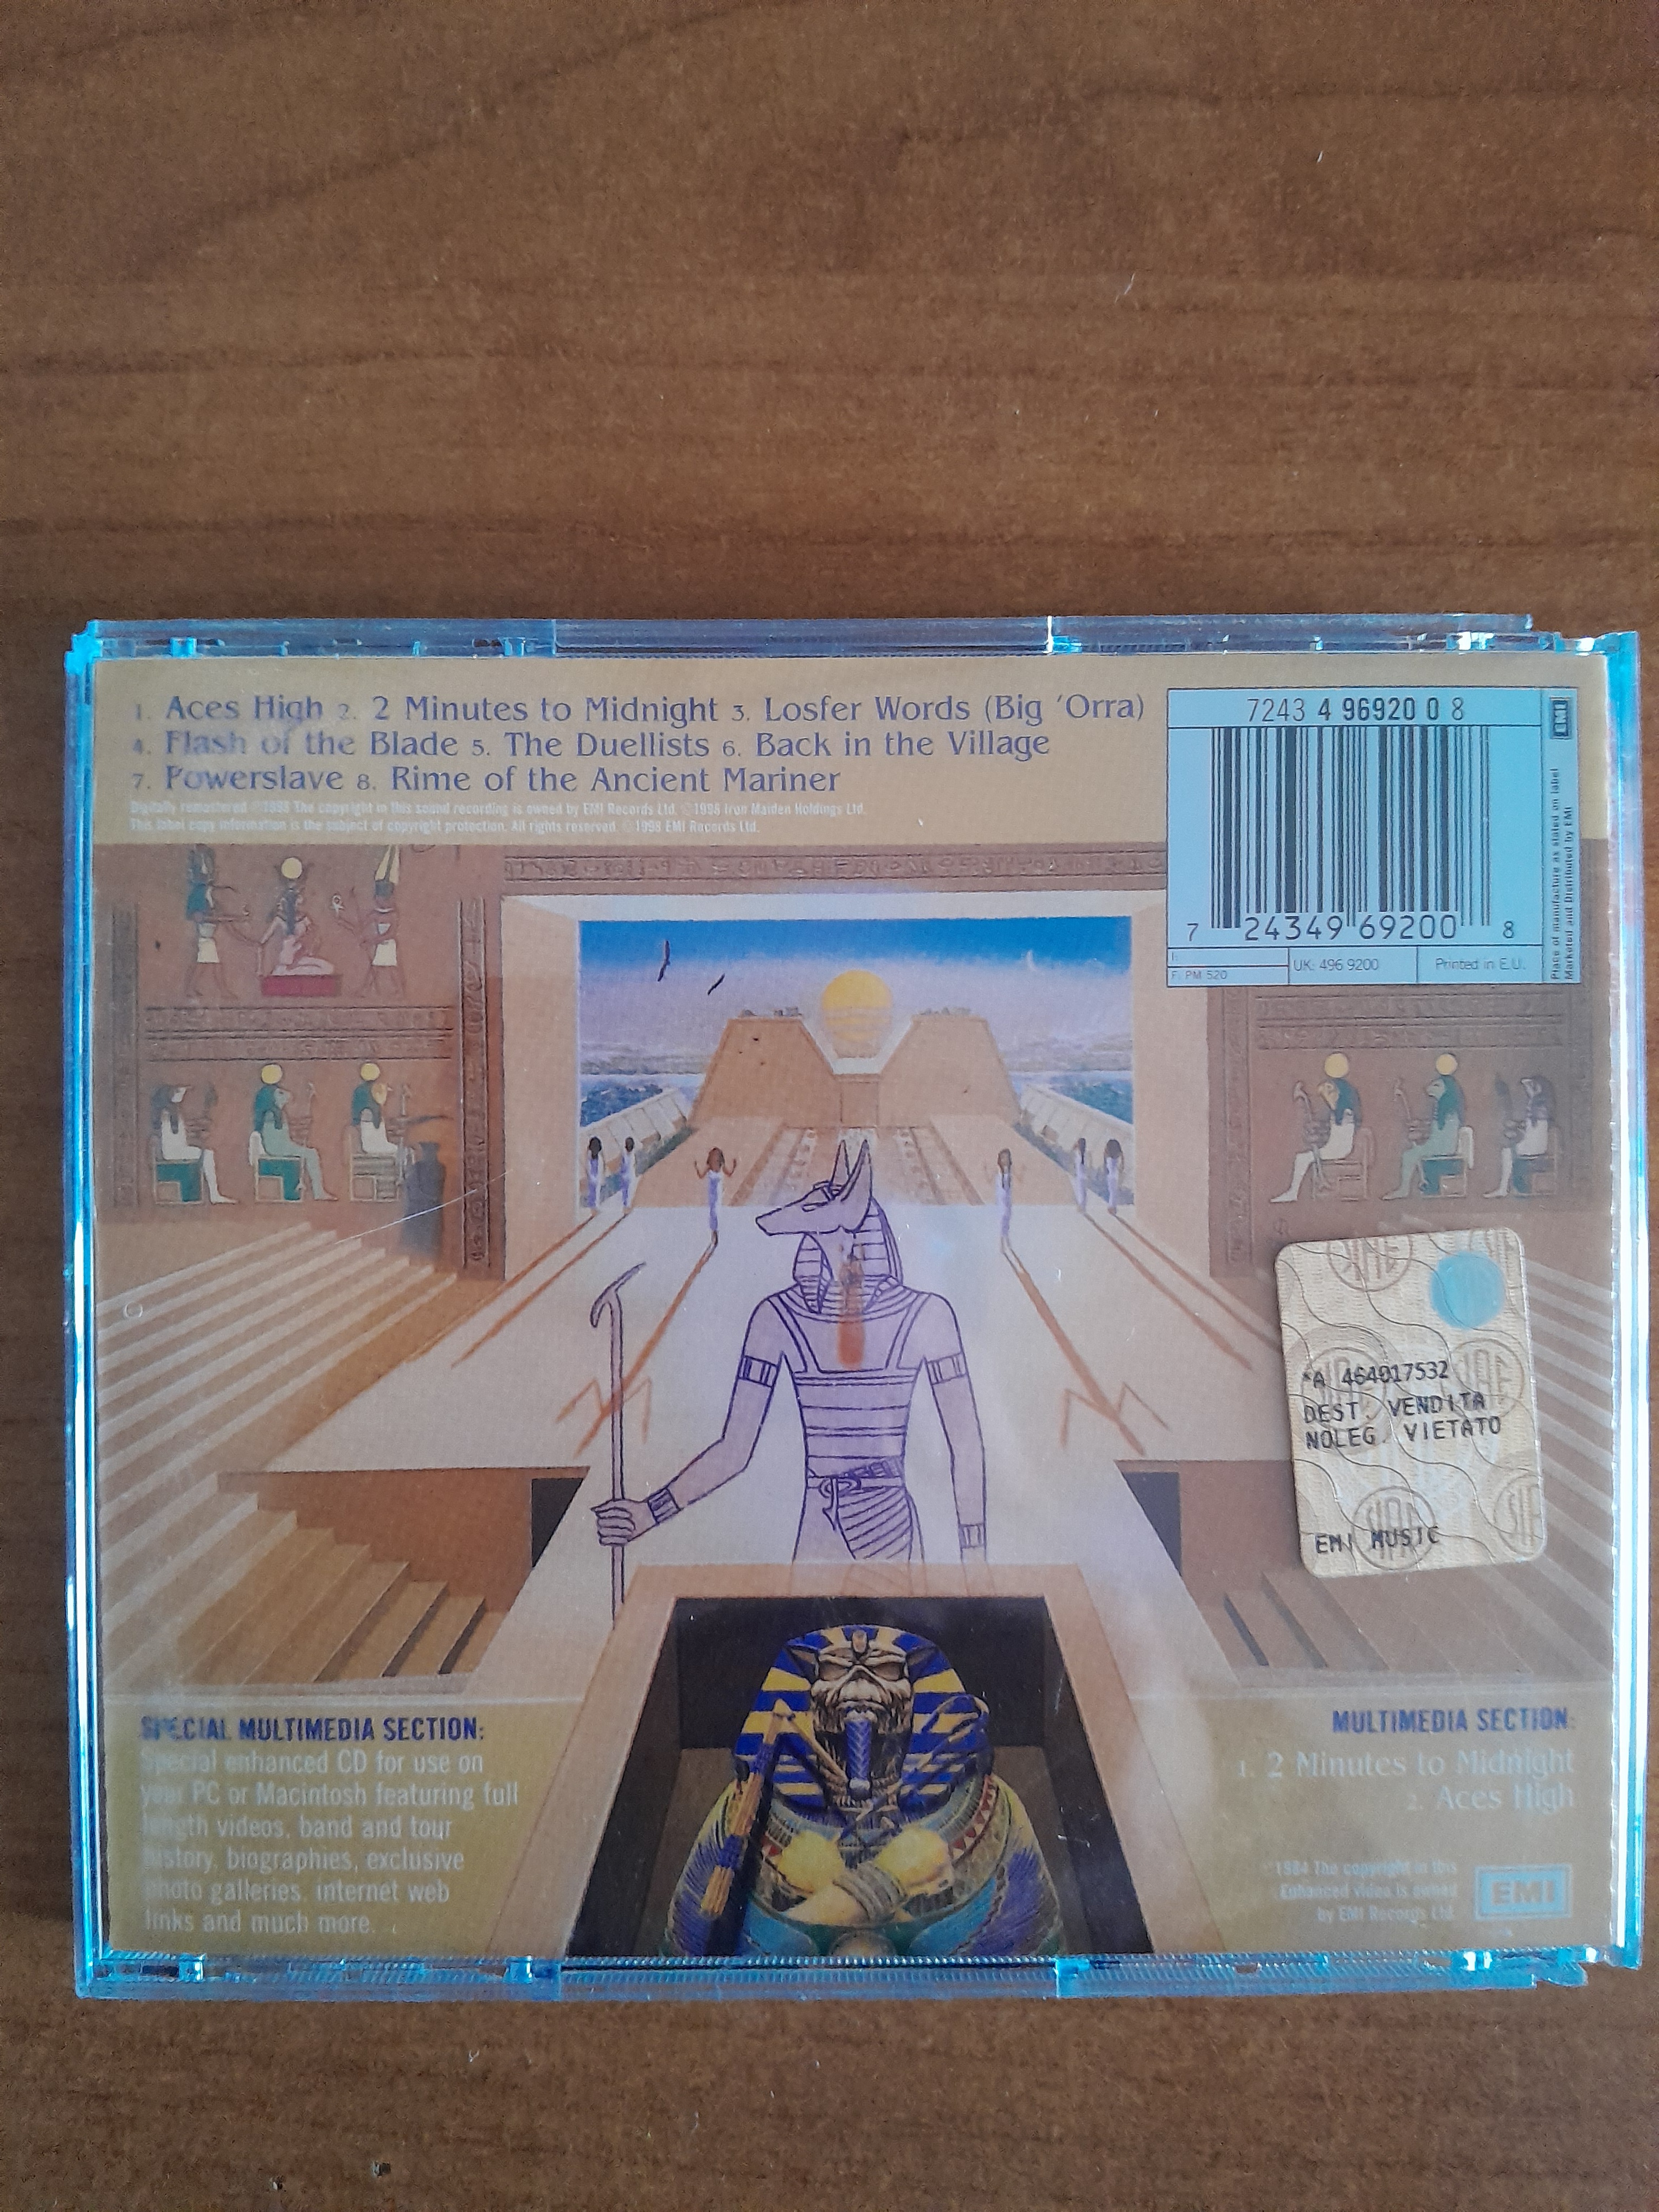 1. Aces High 2. 2 Minutes to Midnight 3. Losfer Words (Big 'Orra)
4. Flash of the Blade 5. The Duellists 6. Back in the Village
7. Powerslave 8. Rime of the Ancient Mariner
Digitally remastered ℗1998 The copyright in this sound recording is owned by EMI Records Ltd. ©1998 Iron Maiden Holdings Ltd.
This label copy information is the subject of copyright protection. All rights reserved. ©1998 EMI Records Ltd.
7243 4 96920 0 8
7 24349 69200 8
I:
F: PM 520
UK: 496 9200
Printed in E.U.
EMI
Place of manufacture as stated on label
Marketed and Distributed by EMI
*A 464017532
DEST. VENDITA
NOLEG. VIETATO
EMI MUSIC
SPECIAL MULTIMEDIA SECTION:
Special enhanced CD for use on
your PC or Macintosh featuring full
length videos, band and tour
history, biographies, exclusive
photo galleries, internet web
links and much more.
MULTIMEDIA SECTION:
1. 2 Minutes to Midnight
2. Aces High
℗1984 The copyright in this
Enhanced video is owned
by EMI Records Ltd.
EMI